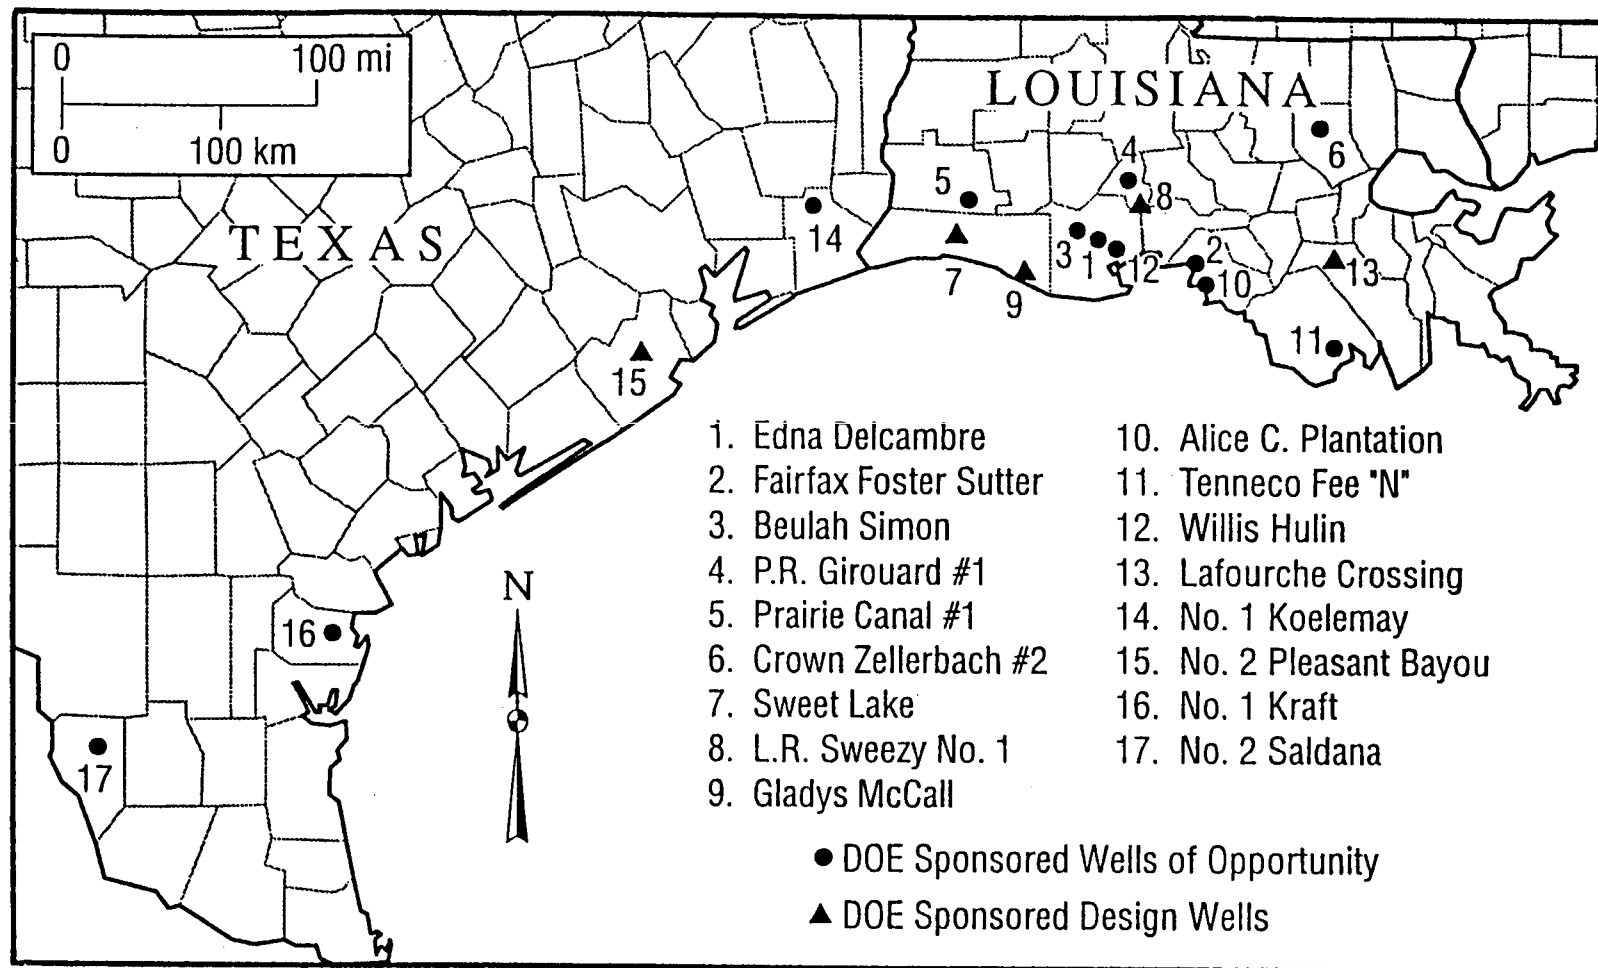 0 100 mi
0 100 km
LOUISIANA
TEXAS
6
4
5
8
14
3
1
12
2
10
13
7
9
11
15
16
17
N
1. Edna Delcambre
2. Fairfax Foster Sutter
3. Beulah Simon
4. P.R. Girouard #1
5. Prairie Canal #1
6. Crown Zellerbach #2
7. Sweet Lake
8. L.R. Sweezy No. 1
9. Gladys McCall
10. Alice C. Plantation
11. Tenneco Fee "N"
12. Willis Hulin
13. Lafourche Crossing
14. No. 1 Koelemay
15. No. 2 Pleasant Bayou
16. No. 1 Kraft
17. No. 2 Saldana
DOE Sponsored Wells of Opportunity
DOE Sponsored Design Wells